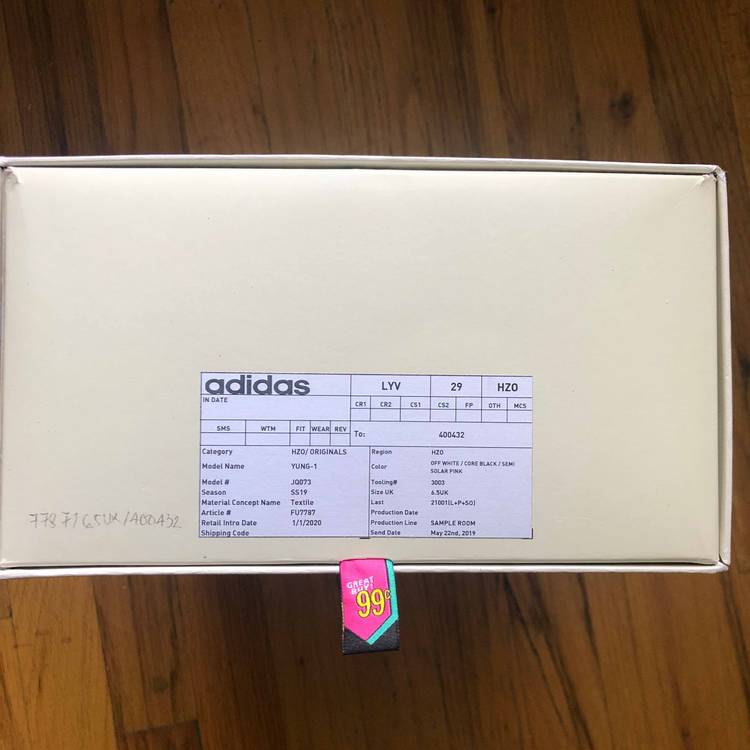 adidas LYV 29 HZO
IN DATE CR1 CR2 CS1 CS2 FP OTH MCS
SMS WTM FIT WEAR REV To: 400432
Category HZO/ ORIGINALS Region HZO
Model Name YUNG-1 Color OFF WHITE / CORE BLACK / SEMI SOLAR PINK
Model # JQ073 Tooling# 3003
Season SS19 Size UK 6.5UK
Material Concept Name Textile Last 21001(L+P+SO)
Article # FU7787 Production Date
Retail Intro Date 1/1/2020 Production Line SAMPLE ROOM
Shipping Code Send Date May 22nd, 2019
7787/6.5UK/400432
GREAT
BUY!
99¢